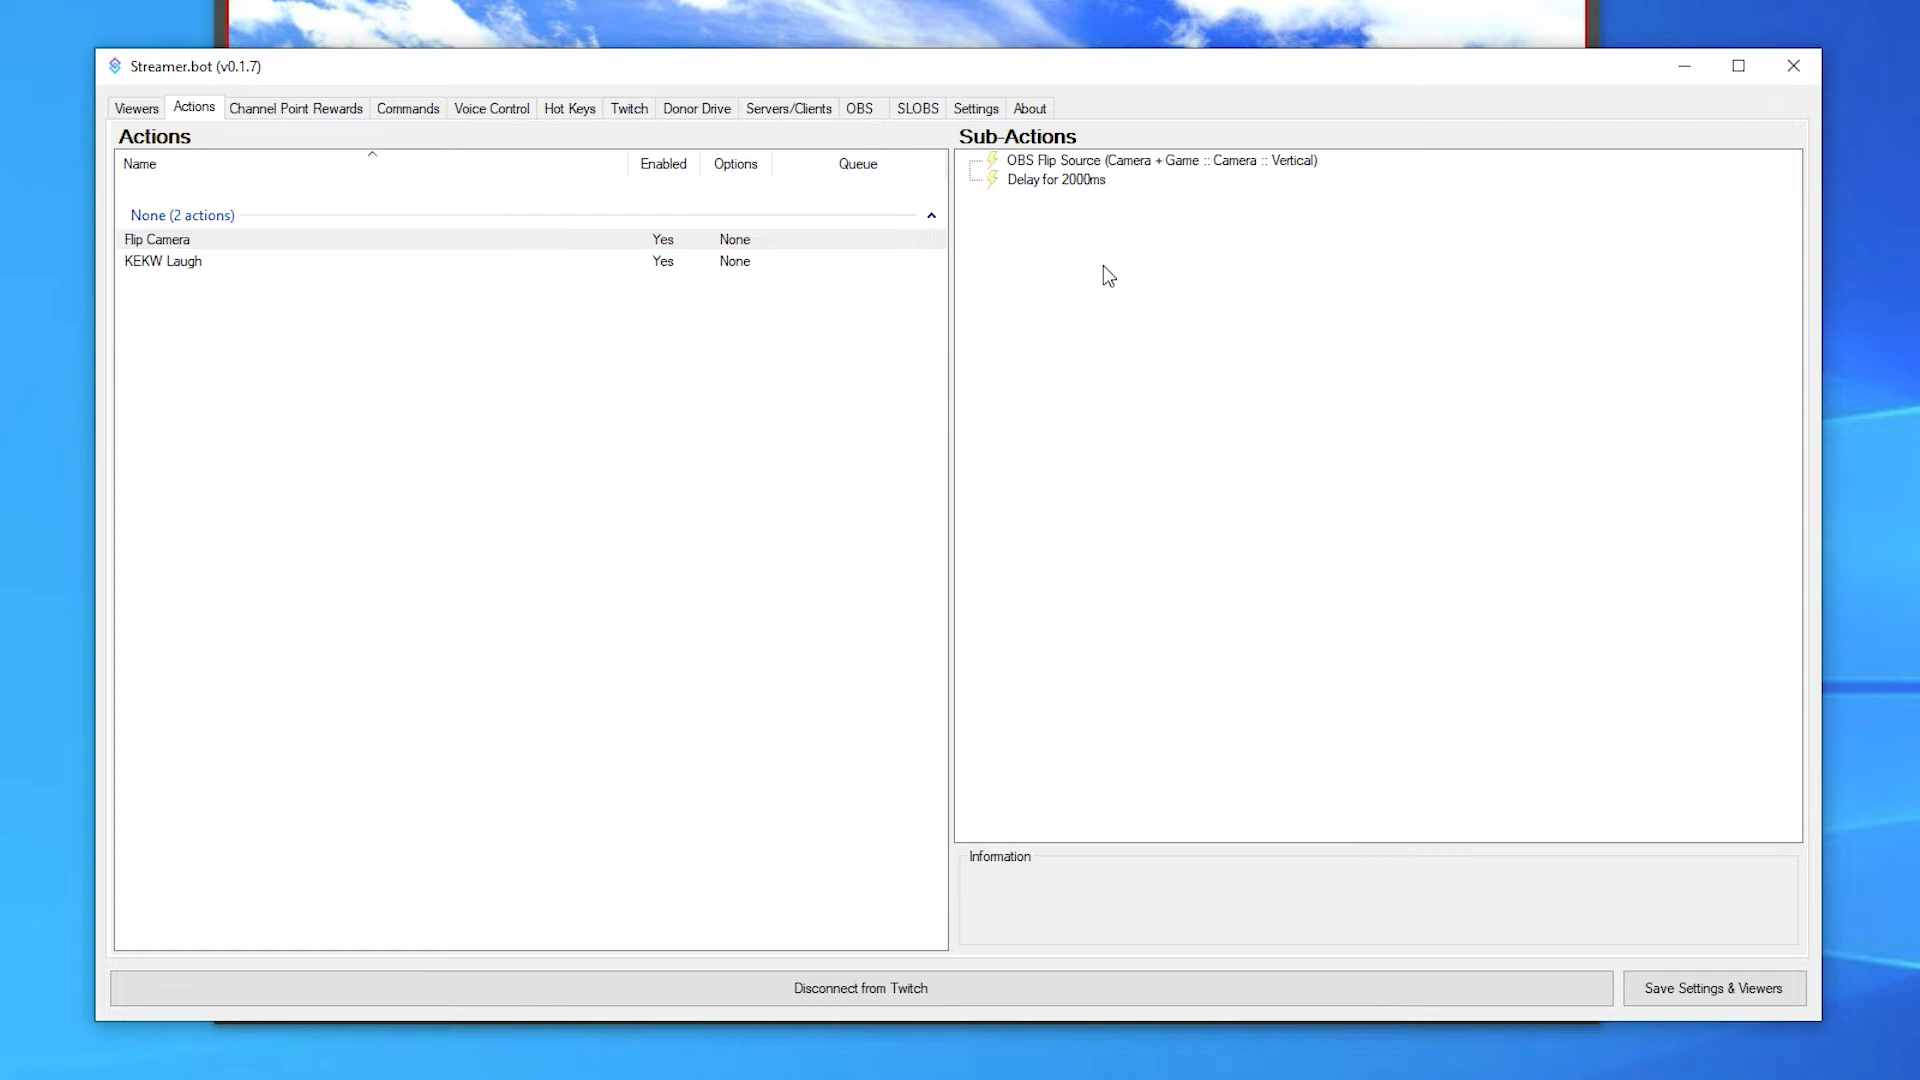 Streamer.bot (v0.1.7)
Viewers Actions Channel Point Rewards Commands Voice Control Hot Keys Twitch Donor Drive Servers/Clients OBS SLOBS Settings About
Actions
Name Enabled Options Queue
None (2 actions)
Flip Camera Yes None
KEKW Laugh Yes None
Sub-Actions
OBS Flip Source (Camera + Game :: Camera :: Vertical)
Delay for 2000ms
Information
Disconnect from Twitch
Save Settings & Viewers